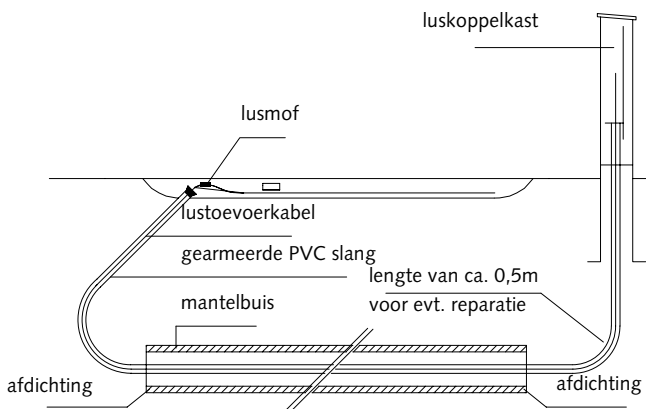 luskoppelkast
lusmof
lustoevoerkabel
gearmeerde PVC slang
lengte van ca. 0,5m
voor evt. reparatie
mantelbuis
afdichting
afdichting